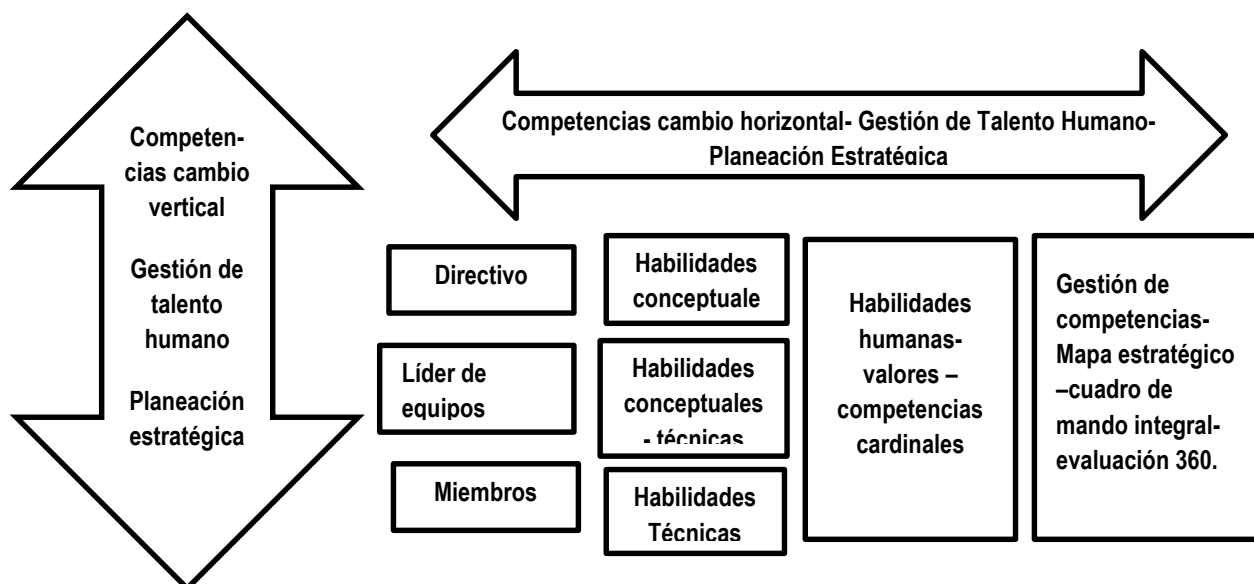 Competen-
cias cambio
vertical
Gestión de
talento
humano
Planeación
estratégica
Competencias cambio horizontal- Gestión de Talento Humano-
Planeación Estratégica
Directivo
Líder de
equipos
Miembros
Habilidades
conceptuale
Habilidades
conceptuales
- técnicas
Habilidades
Técnicas
Habilidades
humanas-
valores –
competencias
cardinales
Gestión de
competencias-
Mapa estratégico
–cuadro de
mando integral-
evaluación 360.